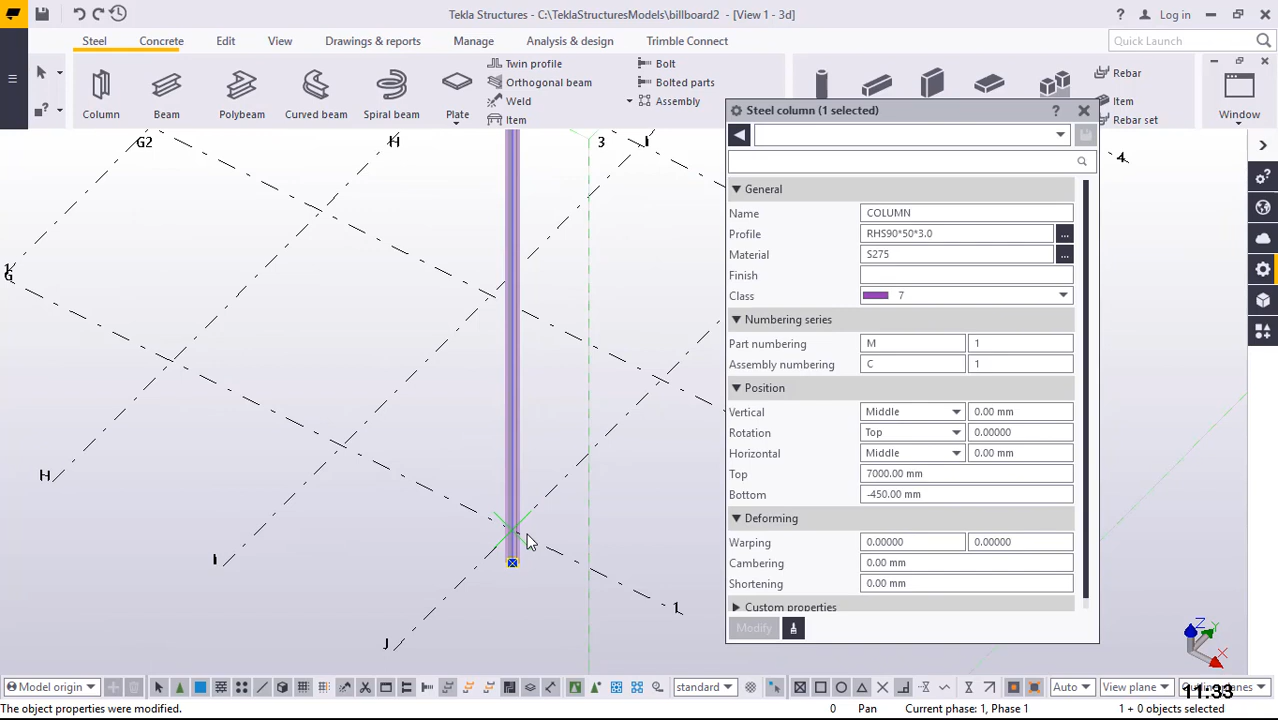 Tekla Structures - C:\TeklaStructuresModels\billboard2 - [View 1 - 3d]
Log in
Steel Concrete Edit View Drawings & reports Manage Analysis & design Trimble Connect
Quick Launch
Column
Beam
Polybeam
Curved beam
Spiral beam
Plate
Twin profile
Orthogonal beam
Weld
Item
Bolt
Bolted parts
Assembly
Rebar
Item
Rebar set
Window
Steel column (1 selected)
General
Name COLUMN
Profile RHS90*50*3.0 ...
Material S275 ...
Finish
Class 7
Numbering series
Part numbering M 1
Assembly numbering C 1
Position
Vertical Middle 0.00 mm
Rotation Top 0.00000
Horizontal Middle 0.00 mm
Top 7000.00 mm
Bottom -450.00 mm
Deforming
Warping 0.00000 0.00000
Cambering 0.00 mm
Shortening 0.00 mm
Custom properties
Modify
G2
H
3
I
4
G
H
I
J
1
Z
Y
X
Model origin
standard
Auto
View plane
Outline planes
11:33
The object properties were modified.
0 Pan Current phase: 1, Phase 1 1 + 0 objects selected